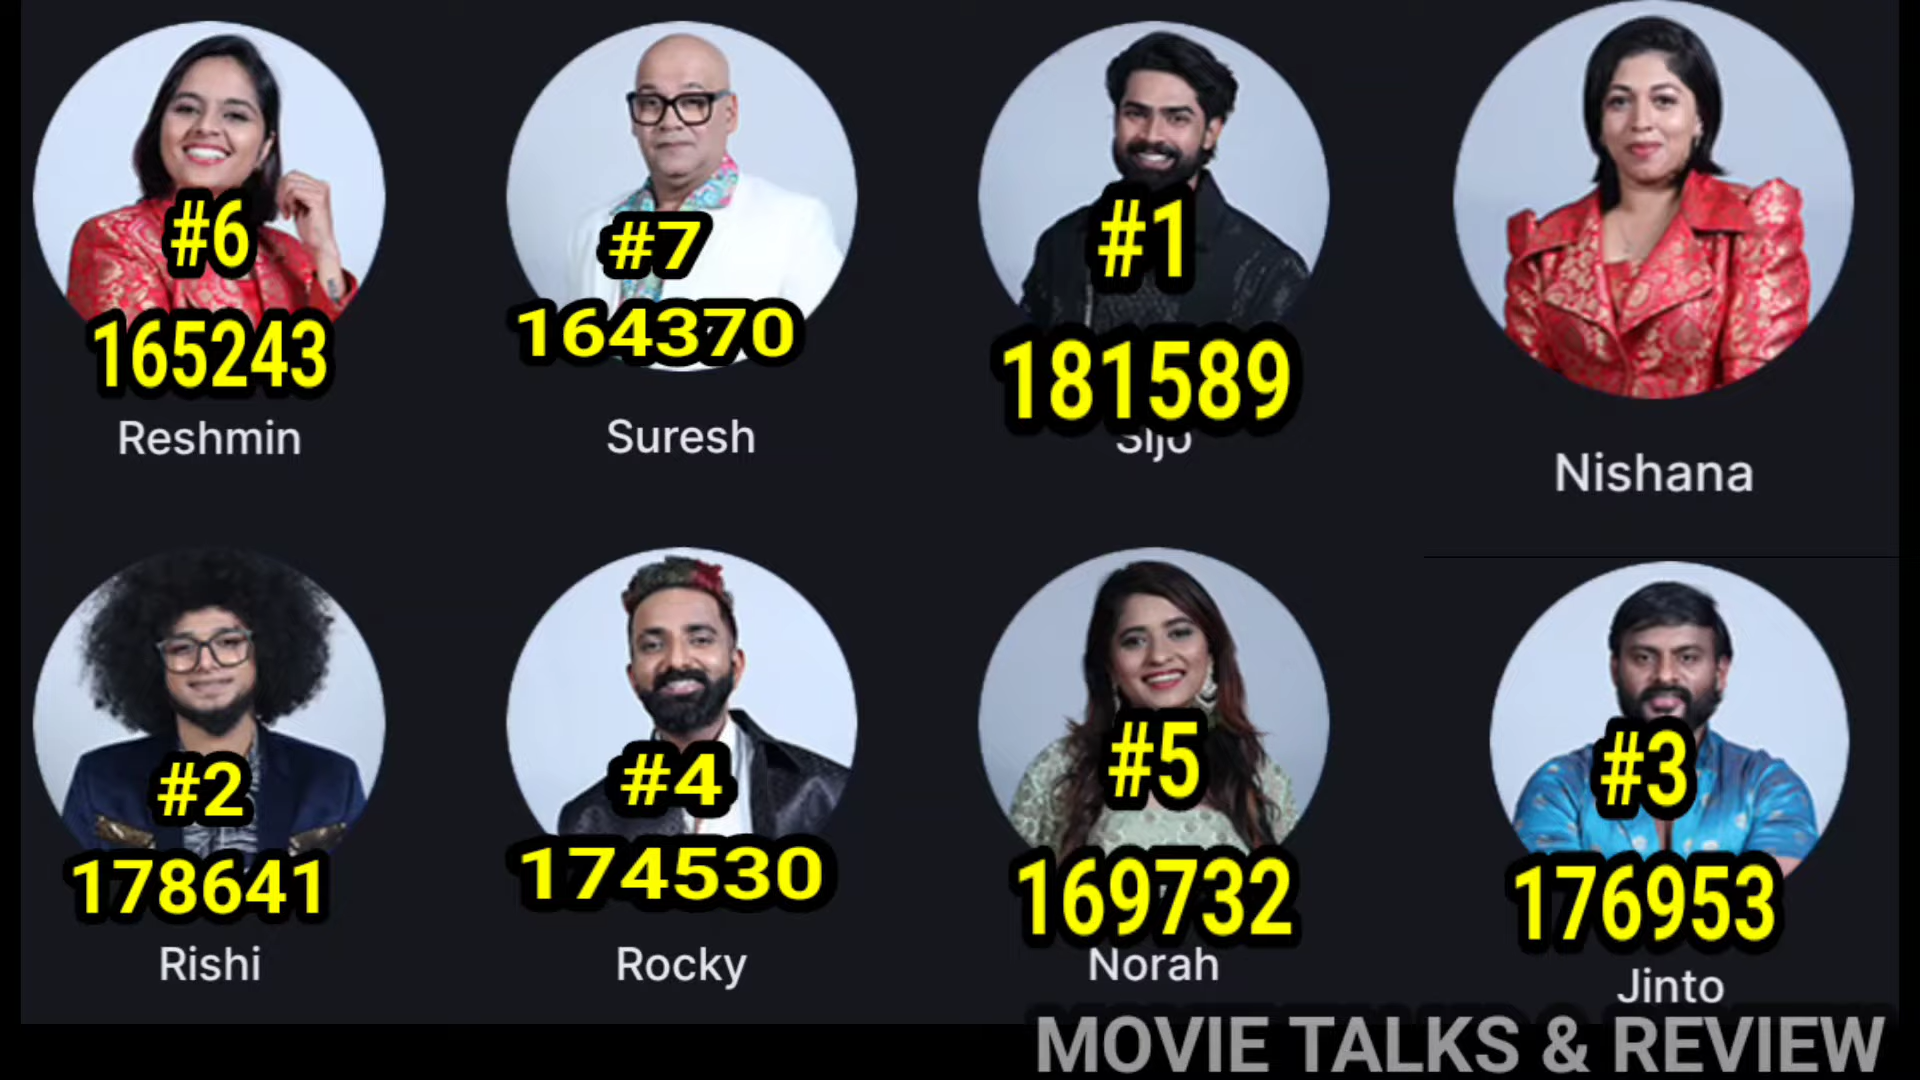 #6
165243
Reshmin
#7
164370
Suresh
#1
181589
Sijo
Nishana
#2
178641
Rishi
#4
174530
Rocky
#5
169732
Norah
#3
176953
Jinto
MOVIE TALKS & REVIEW